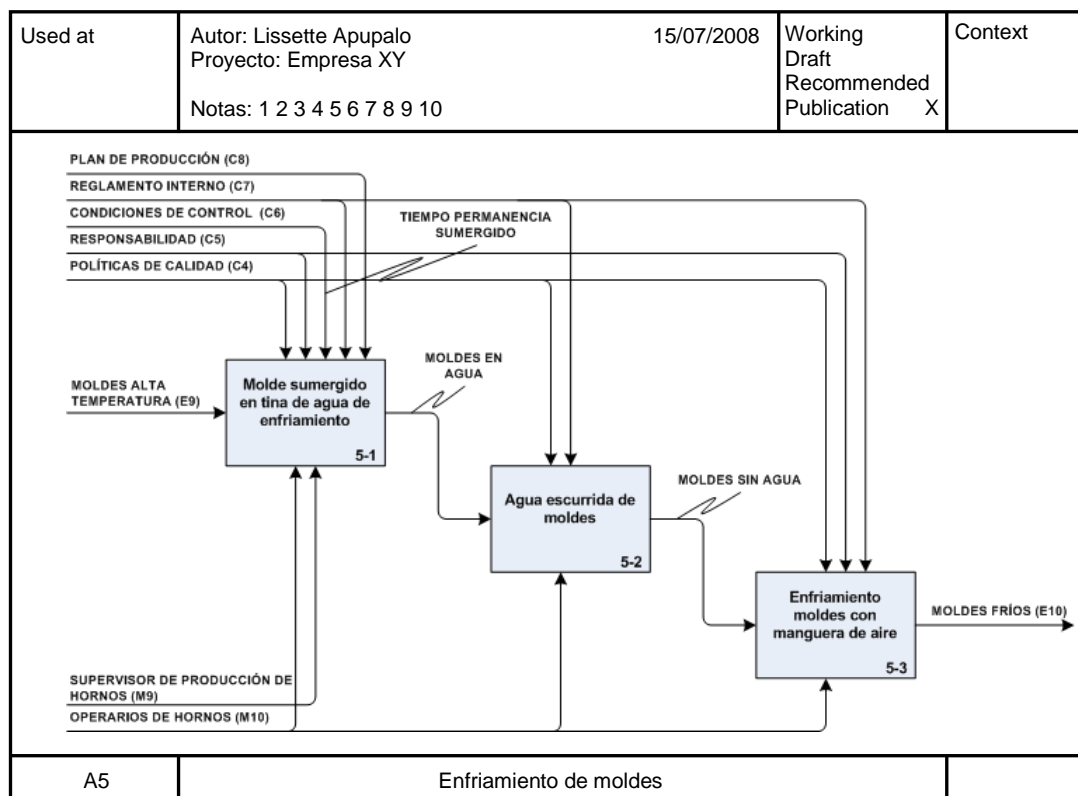 Used at
Autor: Lissette Apupalo 15/07/2008
Proyecto: Empresa XY
Notas: 1 2 3 4 5 6 7 8 9 10
Working
Draft
Recommended
Publication X
Context
PLAN DE PRODUCCIÓN (C8)
REGLAMENTO INTERNO (C7)
CONDICIONES DE CONTROL (C6)
RESPONSABILIDAD (C5)
POLÍTICAS DE CALIDAD (C4)
TIEMPO PERMANENCIA
SUMERGIDO
MOLDES ALTA
TEMPERATURA (E9)
Molde sumergido
en tina de agua de
enfriamiento
5-1
MOLDES EN
AGUA
Agua escurrida de
moldes
5-2
MOLDES SIN AGUA
Enfriamiento
moldes con
manguera de aire
5-3
MOLDES FRÍOS (E10)
SUPERVISOR DE PRODUCCIÓN DE
HORNOS (M9)
OPERARIOS DE HORNOS (M10)
A5
Enfriamiento de moldes